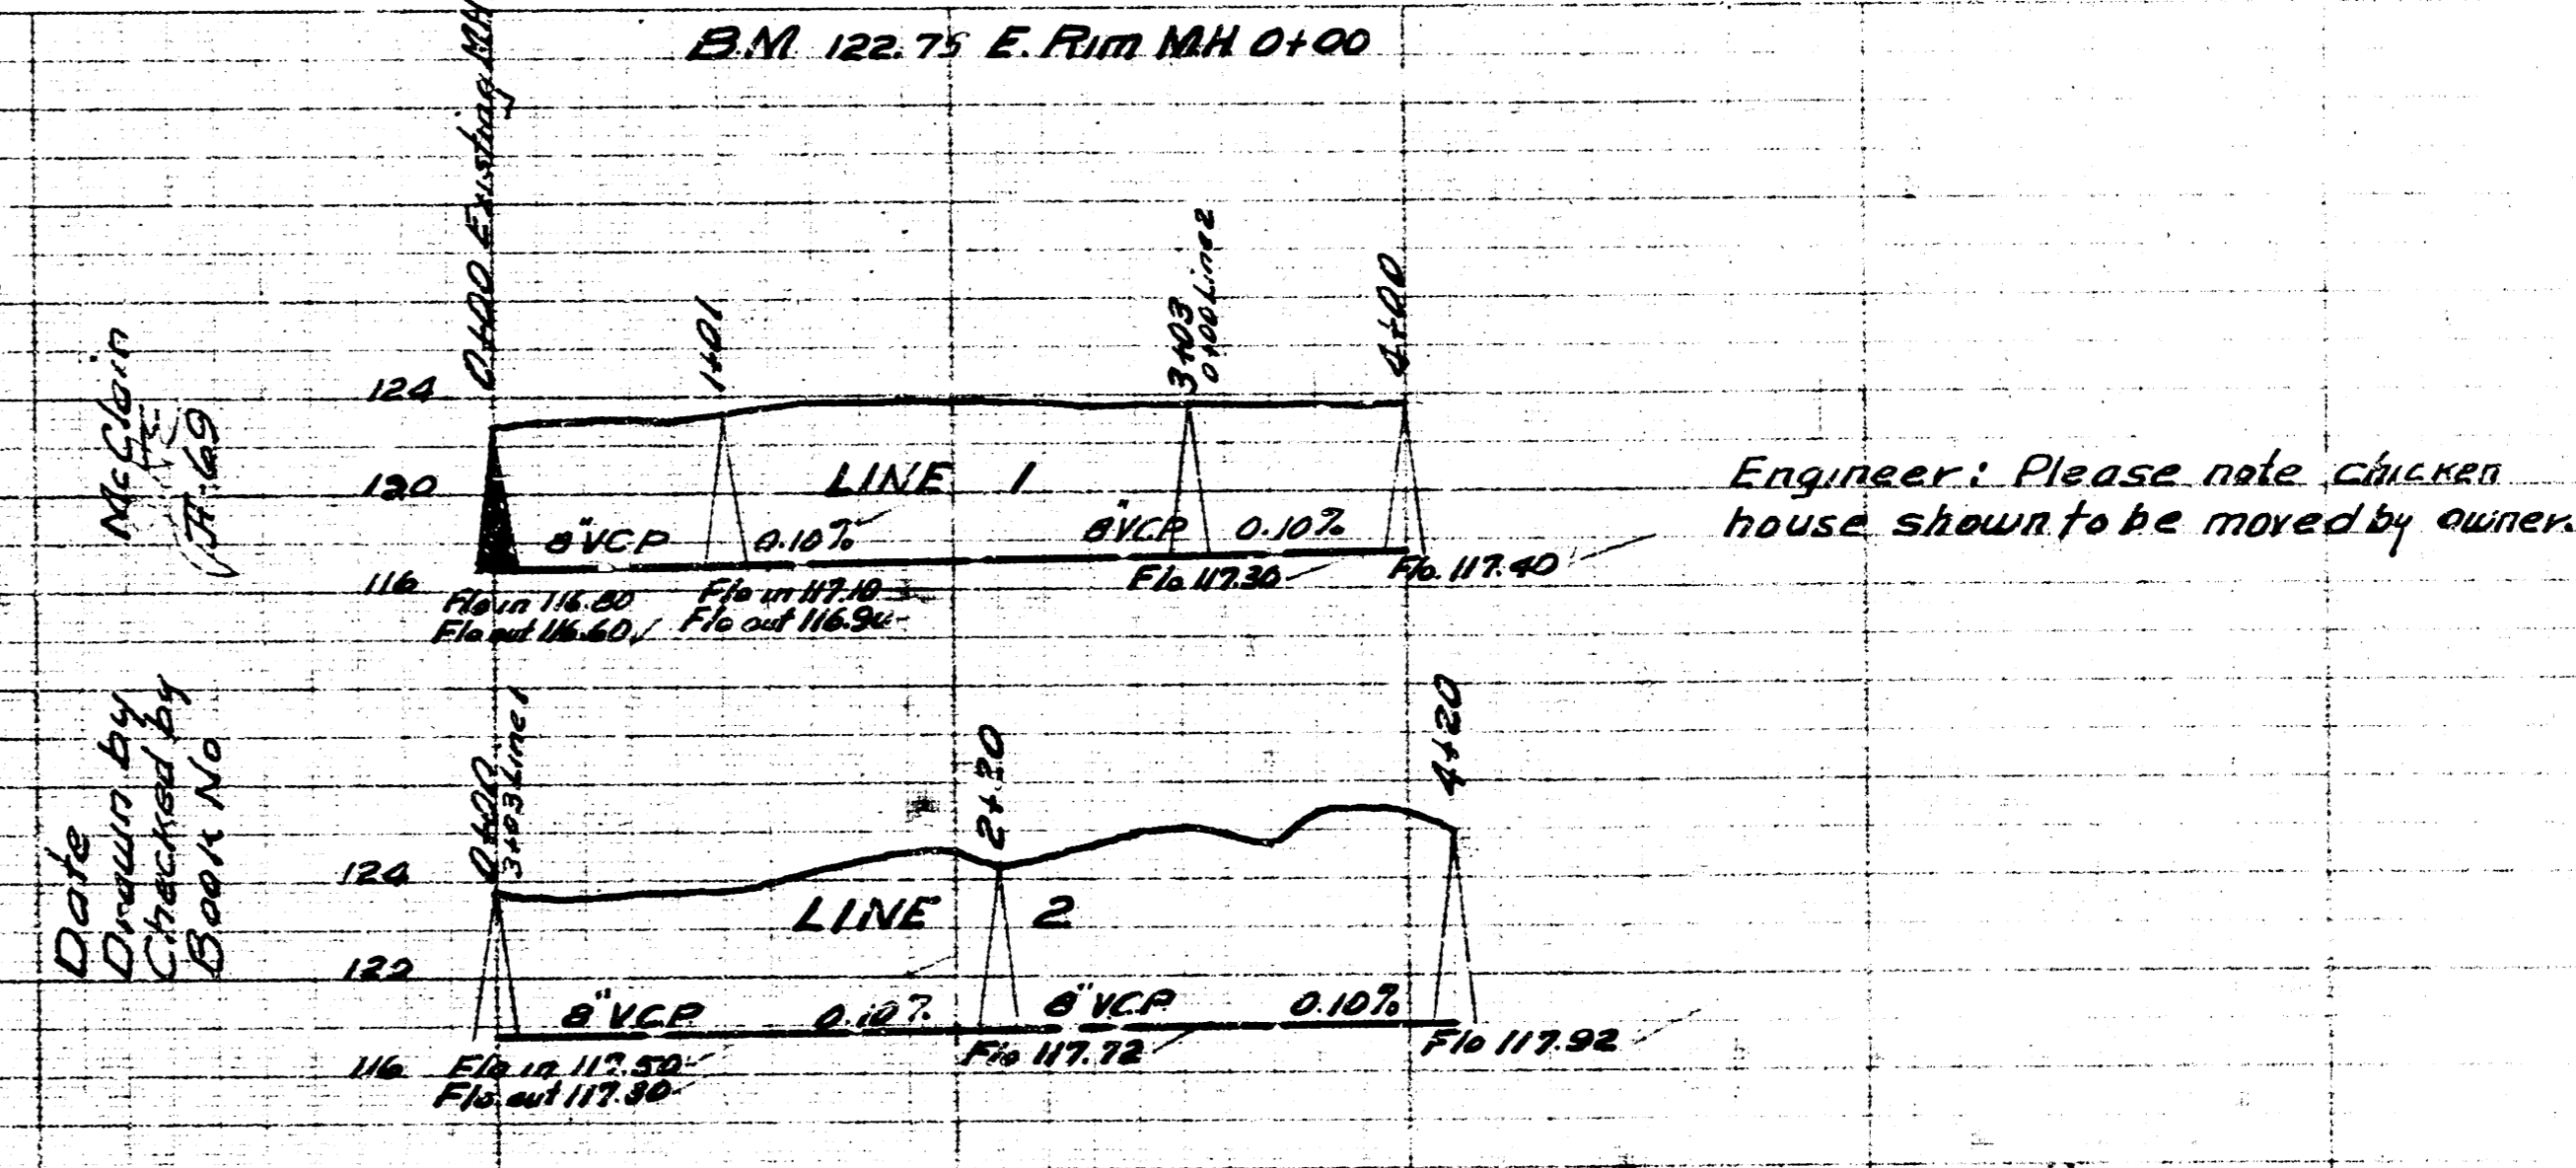 B.M 122.75 E. Rim MH 0+00
0+00 Existing MH
1+01
3+03
0+00 Line 2
4+00
McClain
69
124
120
116
LINE 1
8" VCP 0.10%
8" VCP 0.10%
Flo in 116.80
Flo out 116.60
Flo in 117.10
Flo out 116.90
Flo 117.30
Flo. 117.40
Engineer: Please note chicken
house shown to be moved by owner.
Date
Drawn by
Checked by
Book No
0+00
3+03 Line 1
2+20
4+20
124
122
116
LINE 2
8" V.C.P 0.10%
8" V.C.P 0.10%
Flo in 117.50
Flo. out 117.30
Flo 117.72
Flo 117.92